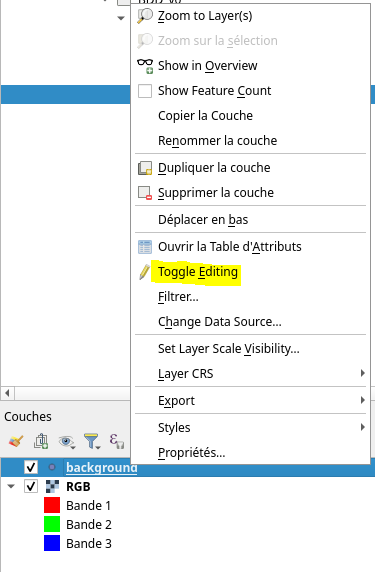 Zoom to Layer(s)
Zoom sur la sélection
Show in Overview
Show Feature Count
Copier la Couche
Renommer la couche
Dupliquer la couche
Supprimer la couche
Déplacer en bas
Ouvrir la Table d'Attributs
Toggle Editing
Filtrer...
Change Data Source...
Set Layer Scale Visibility...
Layer CRS
Export
Styles
Propriétés...
Couches
background
RGB
Bande 1
Bande 2
Bande 3